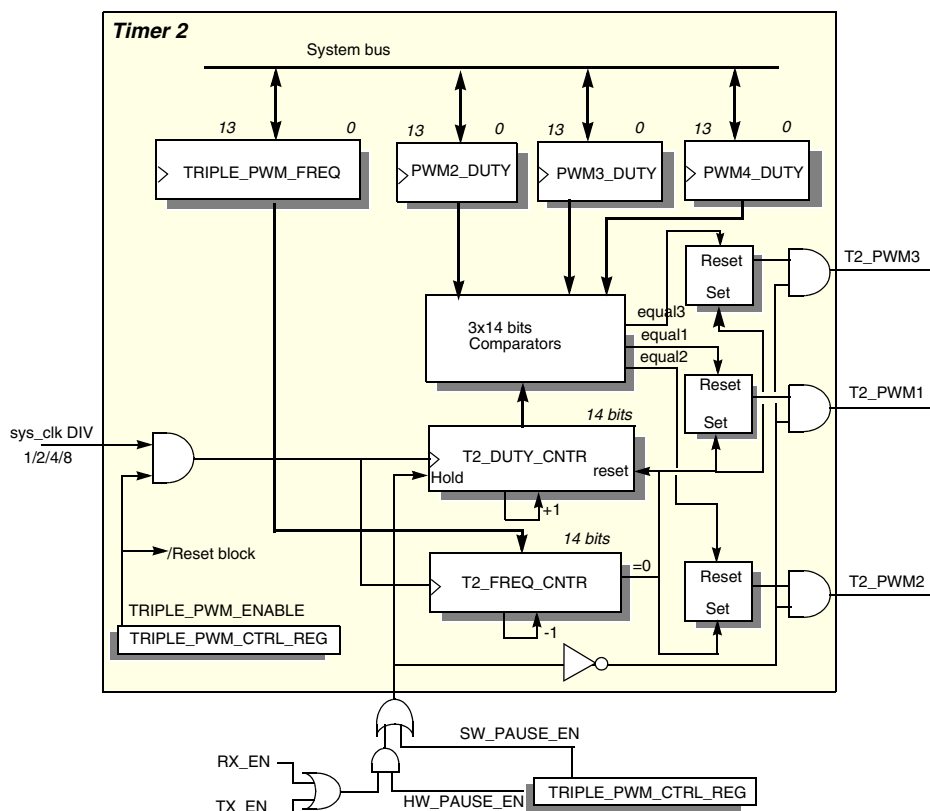 Timer 2
System bus
13 0 13 0 13 0 13 0
TRIPLE_PWM_FREQ PWM2_DUTY PWM3_DUTY PWM4_DUTY
Reset
Set
T2_PWM3
3x14 bits
Comparators
equal3
equal1
equal2
Reset
Set
T2_PWM1
sys_clk DIV
1/2/4/8
14 bits
T2_DUTY_CNTR
Hold
reset
+1
14 bits
T2_FREQ_CNTR
=0
-1
Reset
Set
T2_PWM2
/Reset block
TRIPLE_PWM_ENABLE
TRIPLE_PWM_CTRL_REG
SW_PAUSE_EN
RX_EN
TX_EN
HW_PAUSE_EN
TRIPLE_PWM_CTRL_REG